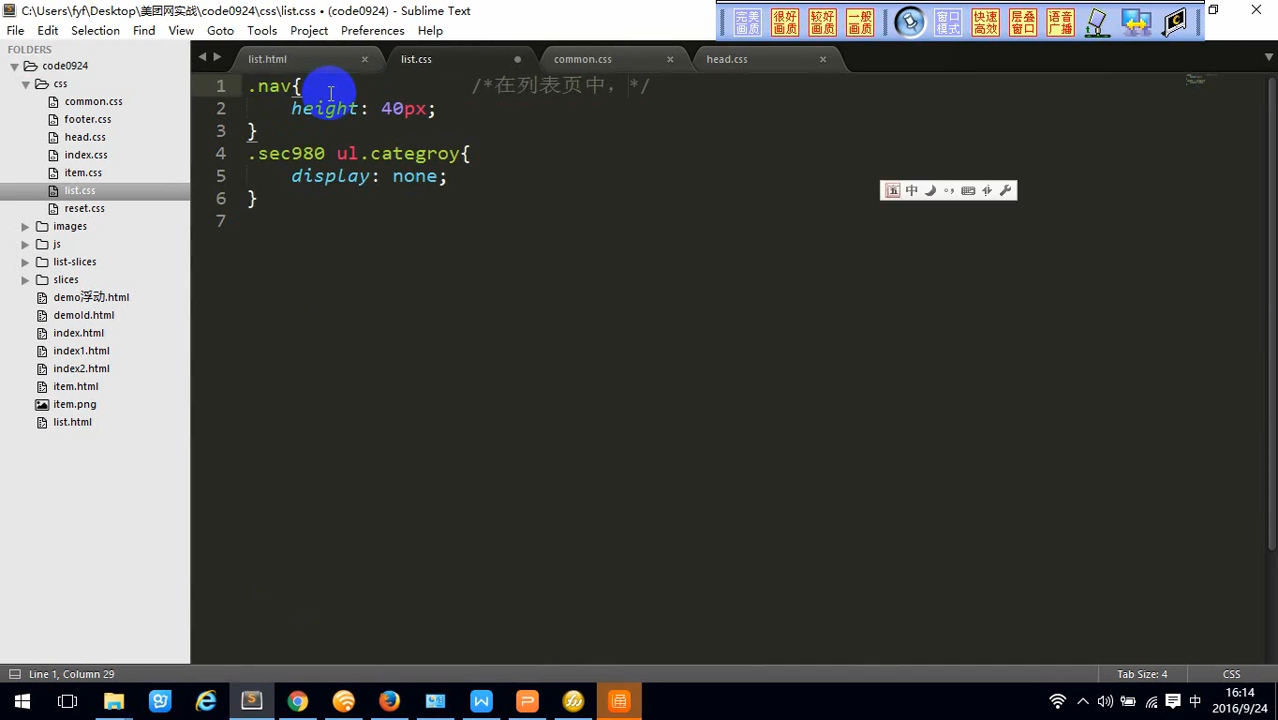 C:\Users\fyf\Desktop\美团网实战\code0924\css\list.css • (code0924) - Sublime Text
完美画质 很好画质 较好画质 一般画质 窗口模式 快速高效 层叠窗口 语音广播
File Edit Selection Find View Goto Tools Project Preferences Help
FOLDERS
code0924
css
common.css
footer.css
head.css
index.css
item.css
list.css
reset.css
images
js
list-slices
slices
demo浮动.html
demold.html
index.html
index1.html
index2.html
item.html
item.png
list.html
list.html × list.css • common.css × head.css ×
1 .nav{ /*在列表页中，*/
2 height: 40px;
3 }
4 .sec980 ul.categroy{
5 display: none;
6 }
7
五 中
Line 1, Column 29 Tab Size: 4 CSS
中 16:14
2016/9/24